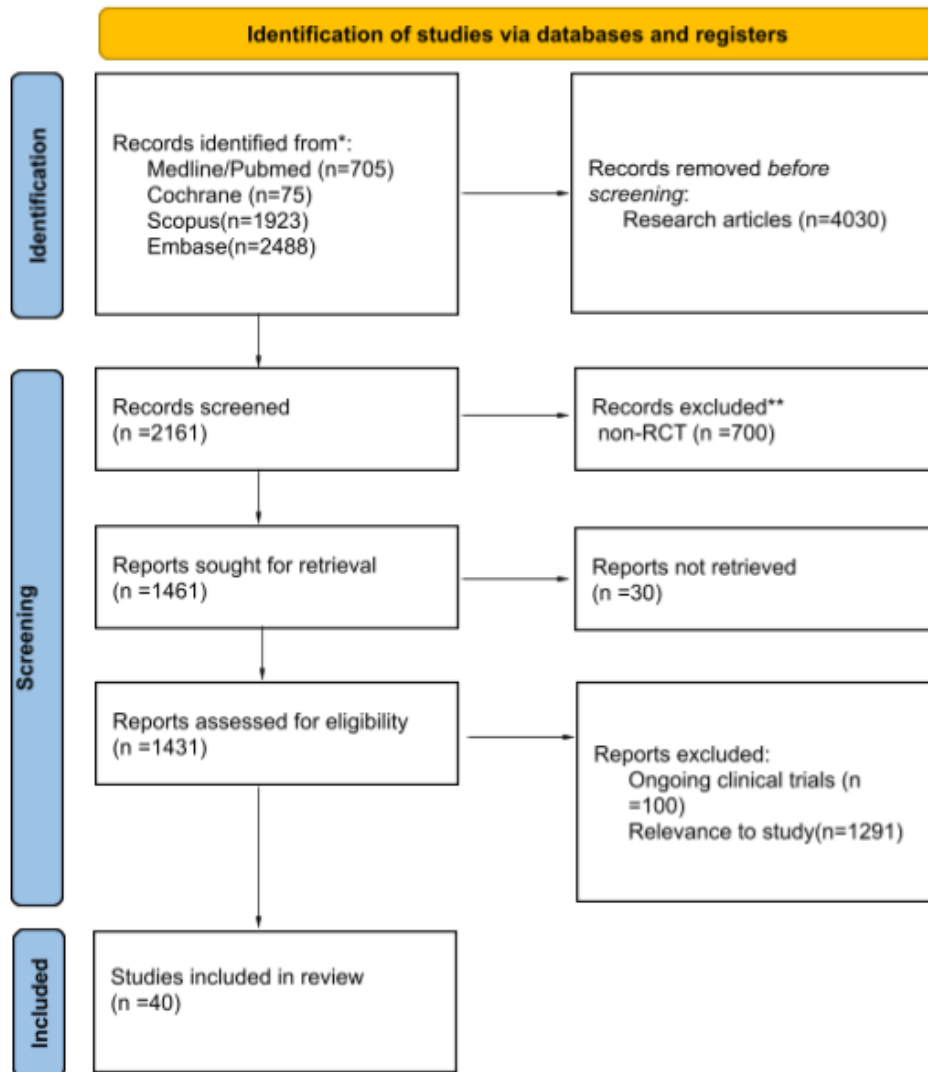 Identification of studies via databases and registers
Identification
Records identified from*:
Medline/Pubmed (n=705)
Cochrane (n=75)
Scopus(n=1923)
Embase(n=2488)
Records removed before
screening:
Research articles (n=4030)
Screening
Records screened
(n =2161)
Records excluded**
non-RCT (n =700)
Reports sought for retrieval
(n =1461)
Reports not retrieved
(n =30)
Reports assessed for eligibility
(n =1431)
Reports excluded:
Ongoing clinical trials (n
=100)
Relevance to study(n=1291)
Included
Studies included in review
(n =40)